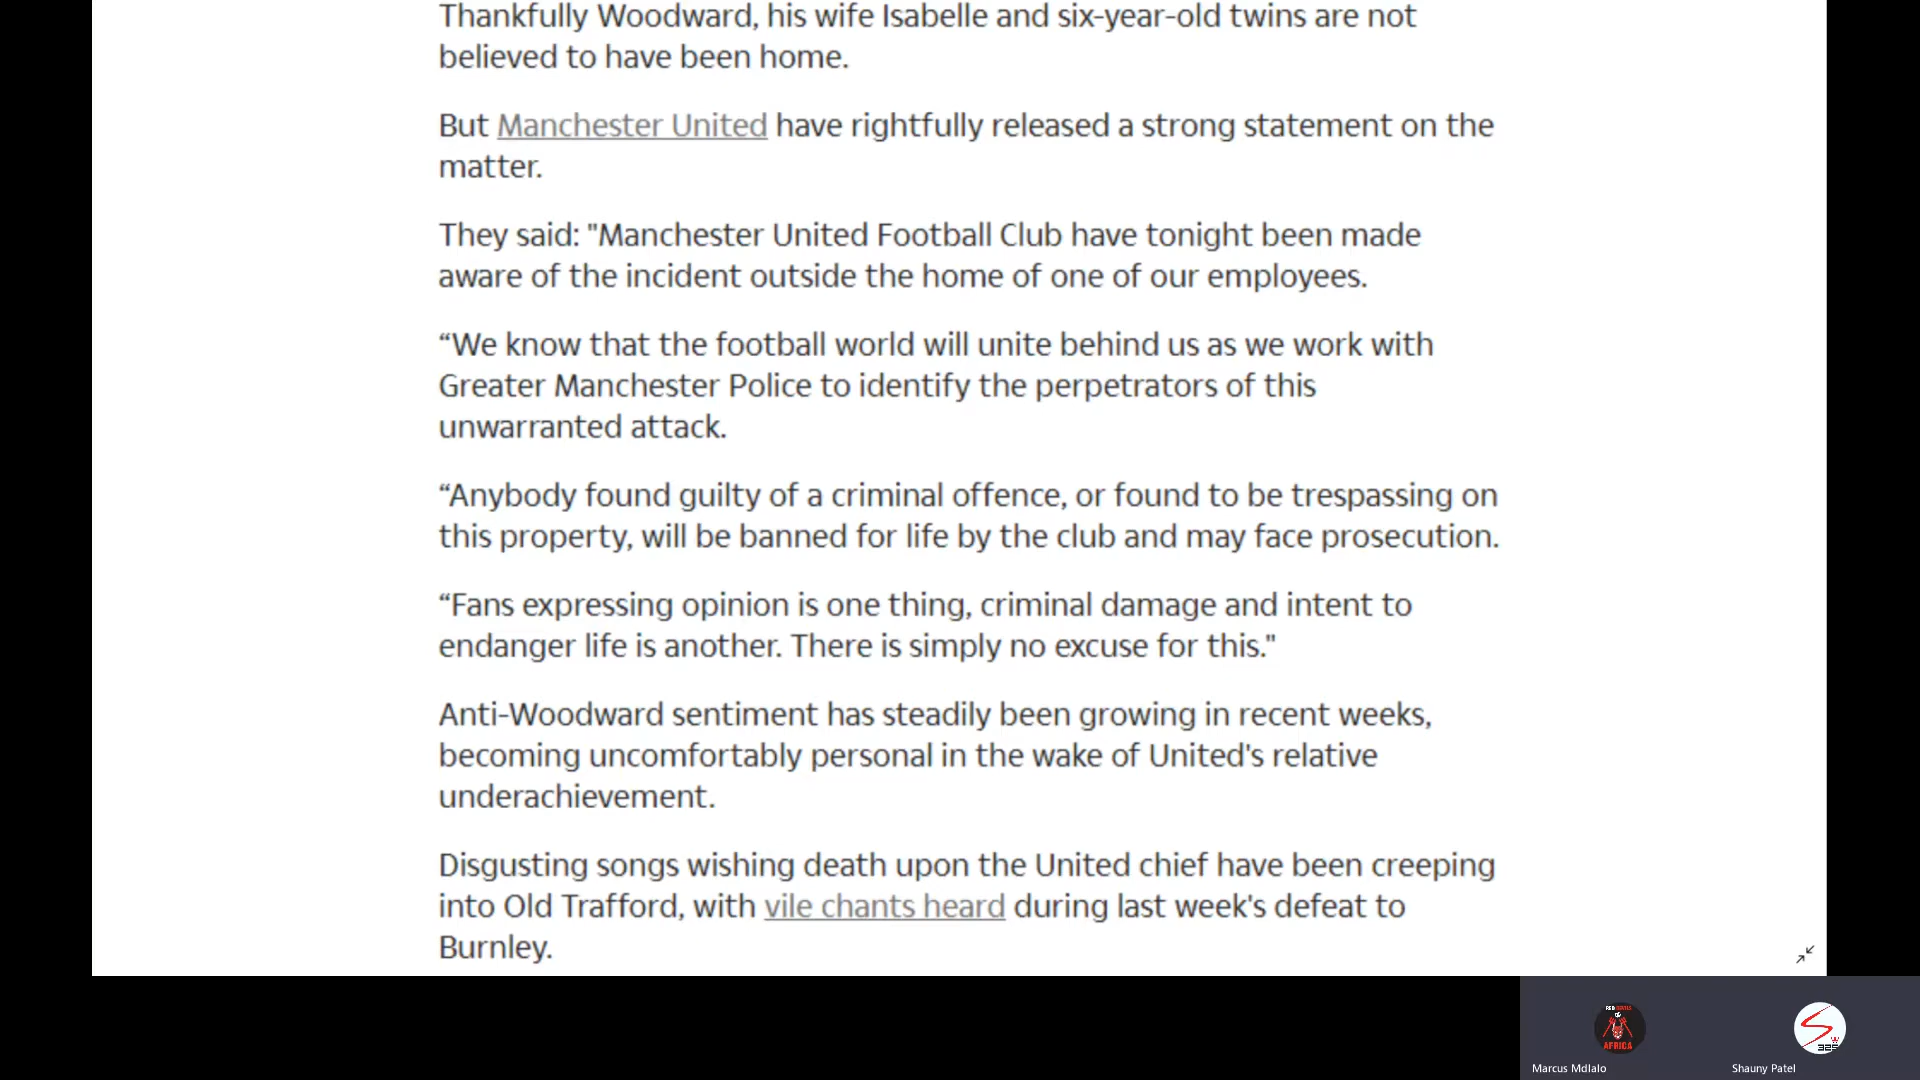 Thankfully Woodward, his wife Isabelle and six-year-old twins are not
believed to have been home.
But Manchester United have rightfully released a strong statement on the
matter.
They said: "Manchester United Football Club have tonight been made
aware of the incident outside the home of one of our employees.
“We know that the football world will unite behind us as we work with
Greater Manchester Police to identify the perpetrators of this
unwarranted attack.
“Anybody found guilty of a criminal offence, or found to be trespassing on
this property, will be banned for life by the club and may face prosecution.
“Fans expressing opinion is one thing, criminal damage and intent to
endanger life is another. There is simply no excuse for this."
Anti-Woodward sentiment has steadily been growing in recent weeks,
becoming uncomfortably personal in the wake of United's relative
underachievement.
Disgusting songs wishing death upon the United chief have been creeping
into Old Trafford, with vile chants heard during last week's defeat to
Burnley.
RED DEVILS
AFRICA
Marcus Mdlalo
Shauny Patel